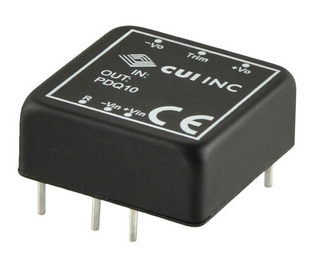 -Vo Trim +Vo
CUI INC
IN:
OUT:
PDQ10
R -Vin +Vin
CE